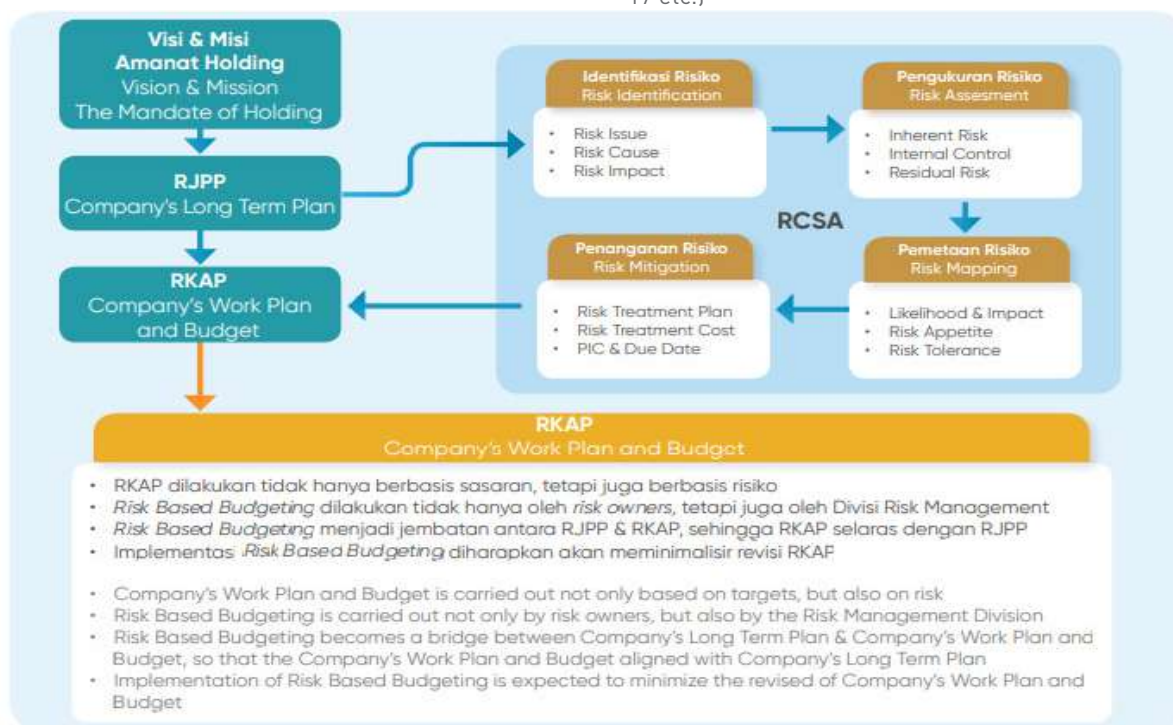 17 etc.)
Visi & Misi
Amanat Holding
Vision & Mission
The Mandate of Holding
RJPP
Company's Long Term Plan
RKAP
Company's Work Plan
and Budget
Identifikasi Risiko
Risk Identification
• Risk Issue
• Risk Cause
• Risk Impact
Pengukuran Risiko
Risk Assesment
• Inherent Risk
• Internal Control
• Residual Risk
RCSA
Penanganan Risiko
Risk Mitigation
• Risk Treatment Plan
• Risk Treatment Cost
• PIC & Due Date
Pemetaan Risiko
Risk Mapping
• Likelihood & Impact
• Risk Appetite
• Risk Tolerance
RKAP
Company's Work Plan and Budget
• RKAP dilakukan tidak hanya berbasis sasaran, tetapi juga berbasis risiko
• Risk Based Budgeting dilakukan tidak hanya oleh risk owners, tetapi juga oleh Divisi Risk Management
• Risk Based Budgeting menjadi jembatan antara RJPP & RKAP, sehingga RKAP selaras dengan RJPP
• Implementasi Risk Based Budgeting diharapkan akan meminimalisir revisi RKAP
• Company's Work Plan and Budget is carried out not only based on targets, but also on risk
• Risk Based Budgeting is carried out not only by risk owners, but also by the Risk Management Division
• Risk Based Budgeting becomes a bridge between Company's Long Term Plan & Company's Work Plan and
Budget, so that the Company's Work Plan and Budget aligned with Company's Long Term Plan
• Implementation of Risk Based Budgeting is expected to minimize the revised of Company's Work Plan and
Budget